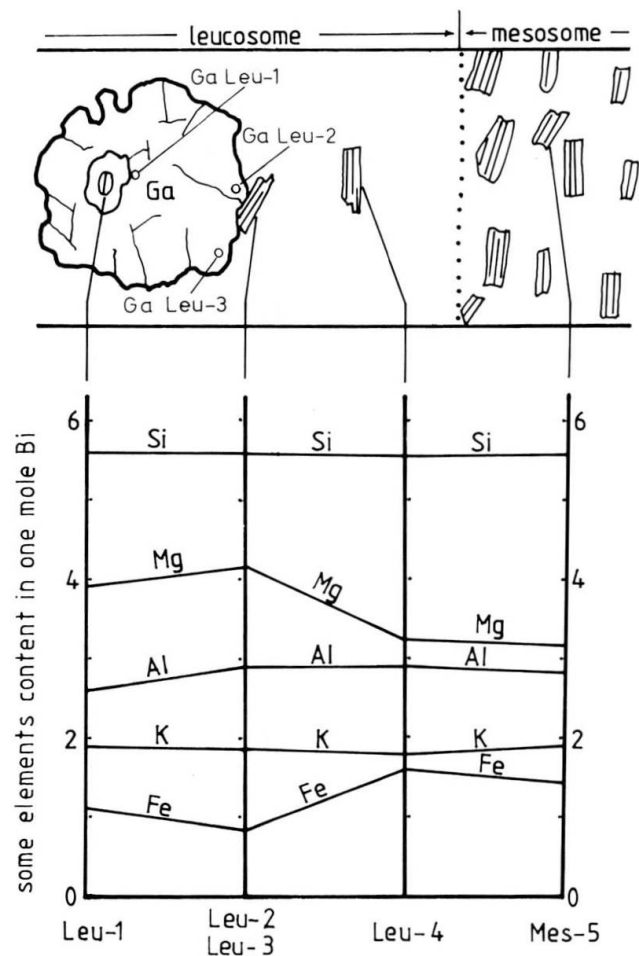 leucosome mesosome
Ga Leu-1
Ga Leu-2
Ga
Ga Leu-3
some elements content in one mole Bi
6 6
Si Si Si
Mg Mg Mg
4 4
Al Al Al
K K K
2 2
Fe Fe Fe
0 0
Leu-1 Leu-2 Leu-4 Mes-5
Leu-3